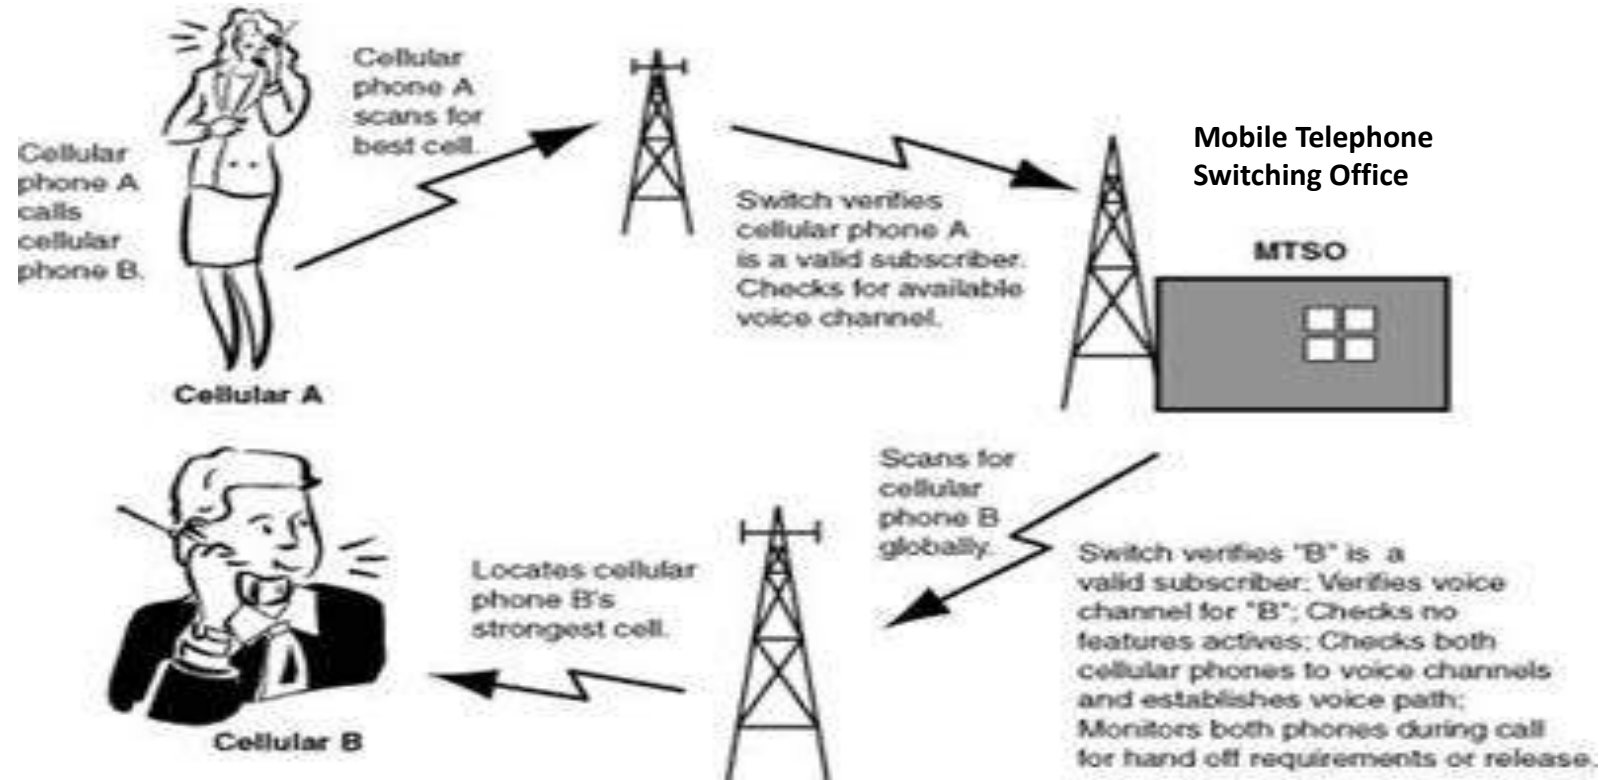 Cellular
phone A
calls
cellular
phone B.
Cellular
phone A
scans for
best cell.
Cellular A
Switch verifies
cellular phone A
is a valid subscriber.
Checks for available
voice channel.
Mobile Telephone
Switching Office
MTSO
Scans for
cellular
phone B
globally.
Switch verifies "B" is a
valid subscriber: Verifies voice
channel for "B"; Checks no
features actives; Checks both
cellular phones to voice channels
and establishes voice path;
Monitors both phones during call
for hand off requirements or release.
Locates cellular
phone B's
strongest cell.
Cellular B